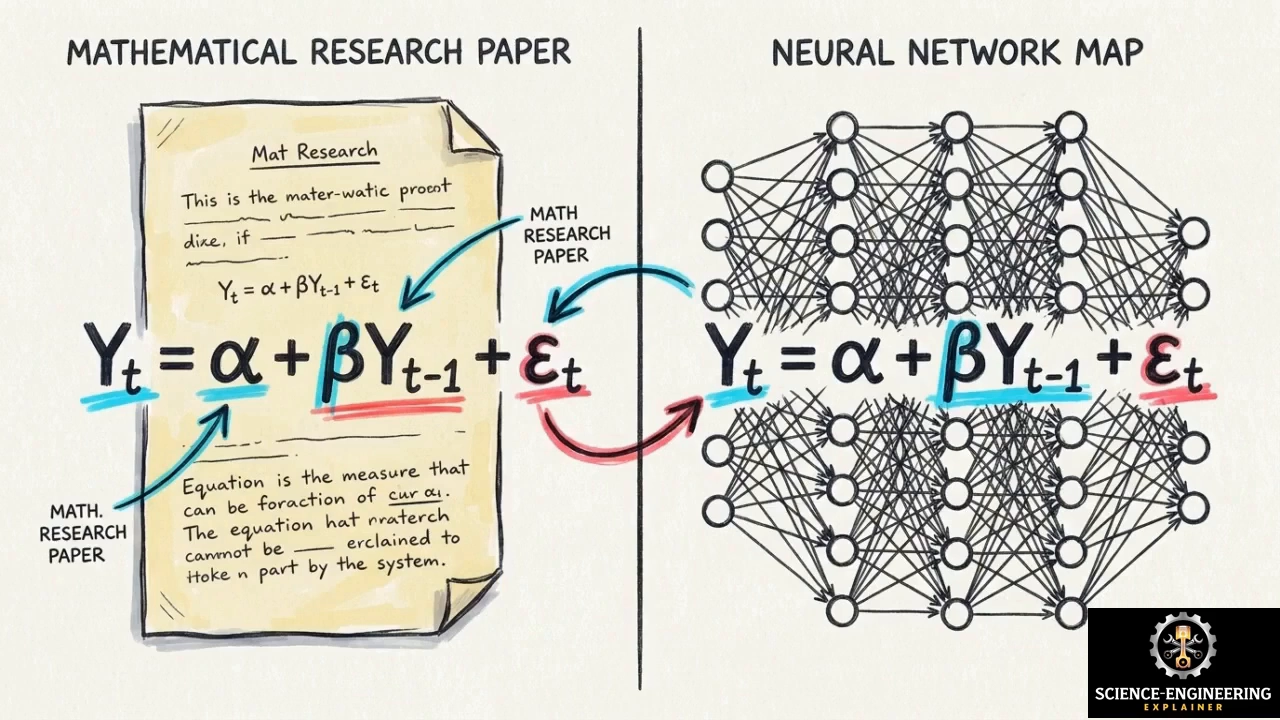 MATHEMATICAL RESEARCH PAPER
Mat Research
This is the mater-watic
dixe, if
Yt = α + βYt-1 + εt
MATH
RESEARCH
PAPER
Yt = α + βYt-1 + εt
Equation is the measure that
can be foraction of cur
The equation hat nraterch
cammot be erclained to
Hoke n part by the system.
MATH.
RESEARCH
PAPER
NEURAL NETWORK MAP
Yt = α + βYt-1 + εt
SCIENCE-ENGINEERING
EXPLAINER